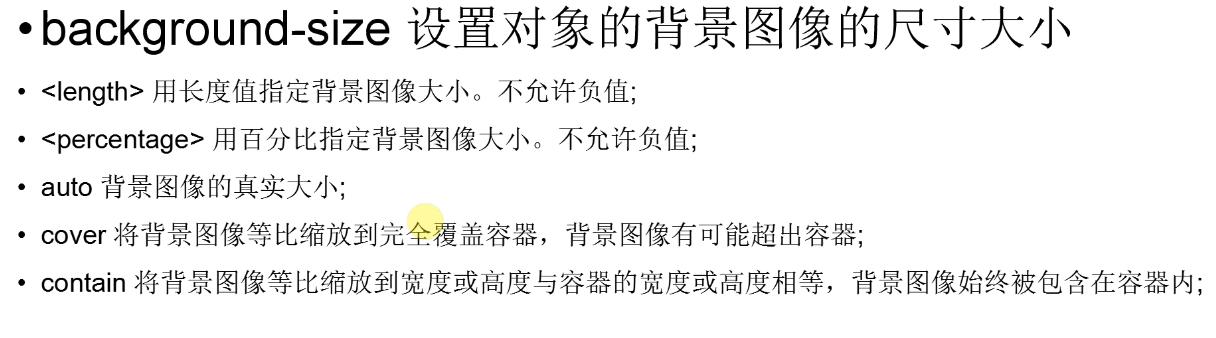 •background-size 设置对象的背景图像的尺寸大小
• <length> 用长度值指定背景图像大小。不允许负值;
• <percentage> 用百分比指定背景图像大小。不允许负值;
• auto 背景图像的真实大小;
• cover 将背景图像等比缩放到完全覆盖容器，背景图像有可能超出容器;
• contain 将背景图像等比缩放到宽度或高度与容器的宽度或高度相等，背景图像始终被包含在容器内;